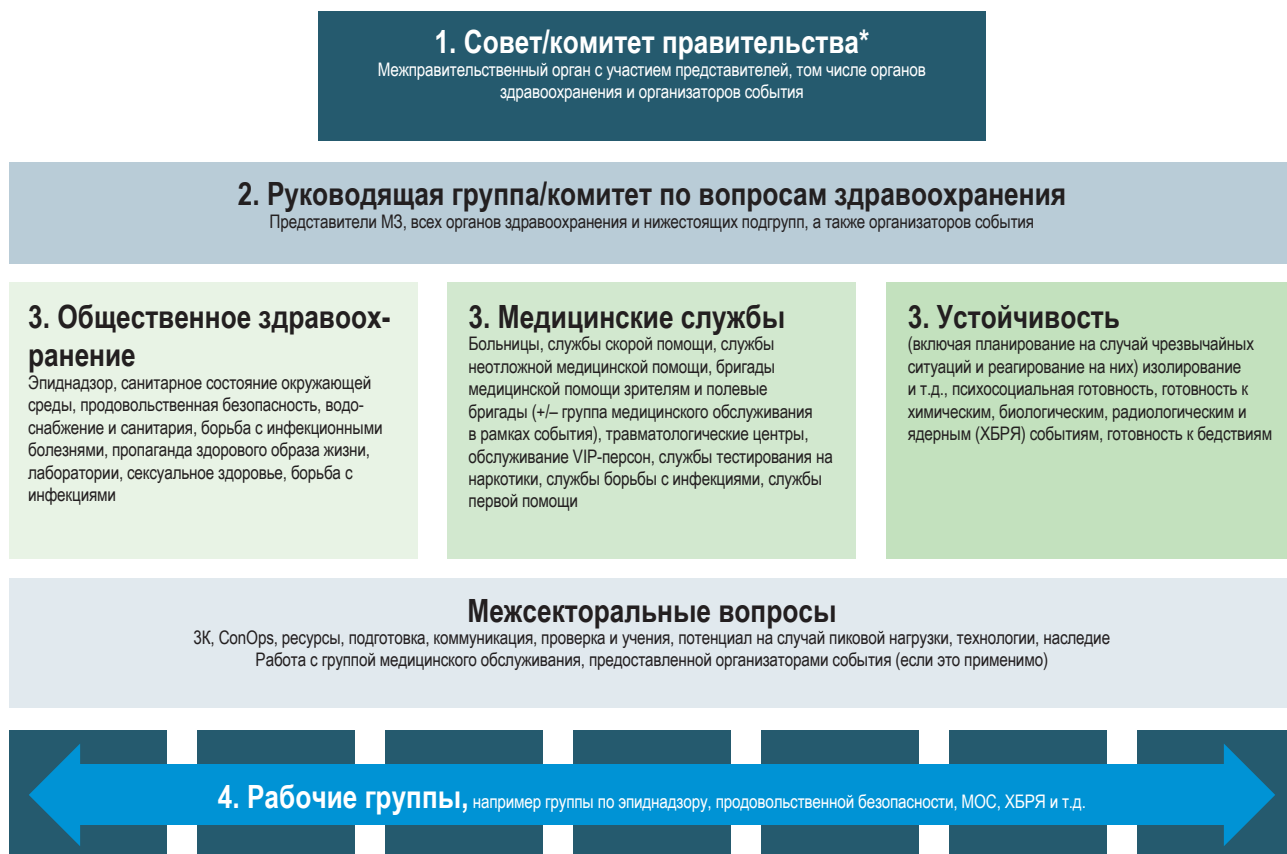 1. Совет/комитет правительства*
Межправительственный орган с участием представителей, том числе органов
здравоохранения и организаторов события
2. Руководящая группа/комитет по вопросам здравоохранения
Представители МЗ, всех органов здравоохранения и нижестоящих подгрупп, а также организаторов события
3. Общественное здравоох-
ранение
Эпиднадзор, санитарное состояние окружающей
среды, продовольственная безопасность, водо-
снабжение и санитария, борьба с инфекционными
болезнями, пропаганда здорового образа жизни,
лаборатории, сексуальное здоровье, борьба с
инфекциями
3. Медицинские службы
Больницы, службы скорой помощи, службы
неотложной медицинской помощи, бригады
медицинской помощи зрителям и полевые
бригады (+/– группа медицинского обслуживания
в рамках события), травматологические центры,
обслуживание VIP-персон, службы тестирования на
наркотики, службы борьбы с инфекциями, службы
первой помощи
3. Устойчивость
(включая планирование на случай чрезвычайных
ситуаций и реагирование на них) изолирование
и т.д., психосоциальная готовность, готовность к
химическим, биологическим, радиологическим и
ядерным (ХБРЯ) событиям, готовность к бедствиям
Межсекторальные вопросы
3К, ConOps, ресурсы, подготовка, коммуникация, проверка и учения, потенциал на случай пиковой нагрузки, технологии, наследие
Работа с группой медицинского обслуживания, предоставленной организаторами события (если это применимо)
4. Рабочие группы, например группы по эпиднадзору, продовольственной безопасности, МОС, ХБРЯ и т.д.